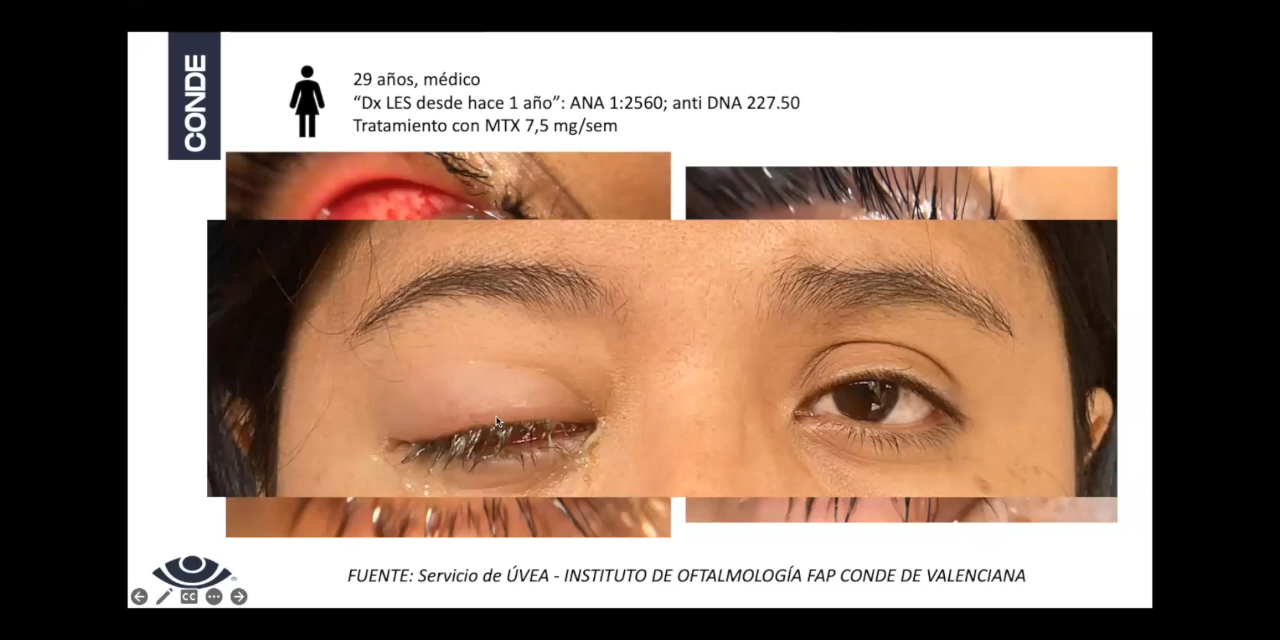 CONDE
29 años, médico
“Dx LES desde hace 1 año”: ANA 1:2560; anti DNA 227.50
Tratamiento con MTX 7,5 mg/sem
FUENTE: Servicio de ÚVEA - INSTITUTO DE OFTALMOLOGÍA FAP CONDE DE VALENCIANA
CC